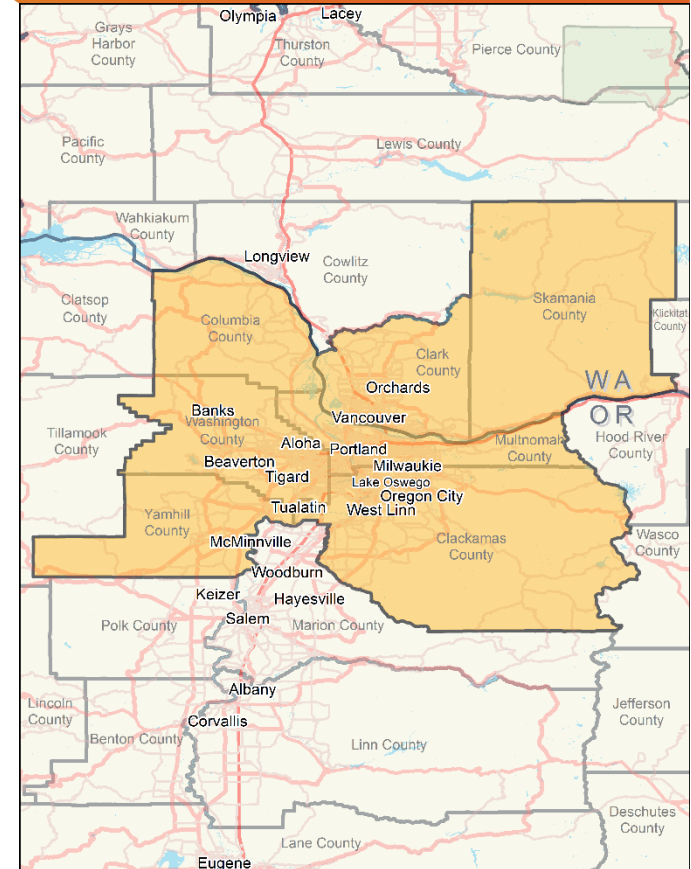 Olympia
Lacey
Grays
Harbor
County
Thurston
County
Pierce County
Pacific
County
Lewis County
Wahkiakum
County
Longview
Cowlitz
County
Skamania
County
Clatsop
County
Columbia
County
Klickitat
County
Clark
County
Orchards
WA
OR
Banks
Washington
County
Vancouver
Tillamook
County
Aloha
Portland
Multnomah
County
Hood River
County
Beaverton
Milwaukie
Tigard
Lake Oswego
Oregon City
Tualatin
West Linn
Yamhill
County
McMinnville
Clackamas
County
Wasco
County
Woodburn
Keizer
Hayesville
Salem
Polk County
Marion County
Albany
Lincoln
County
Corvallis
Jefferson
County
Benton County
Linn County
Deschutes
County
Lane County
Eugene